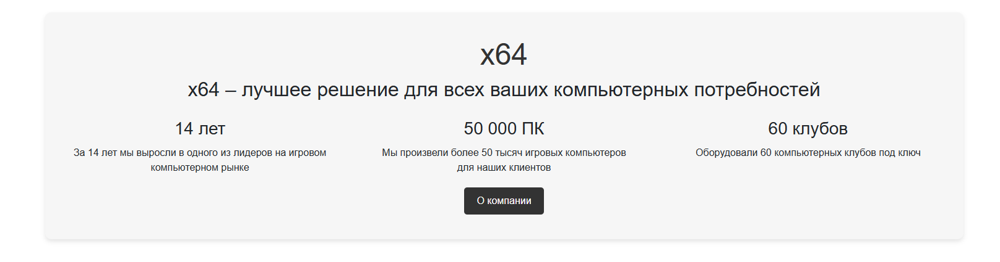 x64
x64 – лучшее решение для всех ваших компьютерных потребностей
14 лет
За 14 лет мы выросли в одного из лидеров на игровом
компьютерном рынке
50 000 ПК
Мы произвели более 50 тысяч игровых компьютеров
для наших клиентов
60 клубов
Оборудовали 60 компьютерных клубов под ключ
О компании